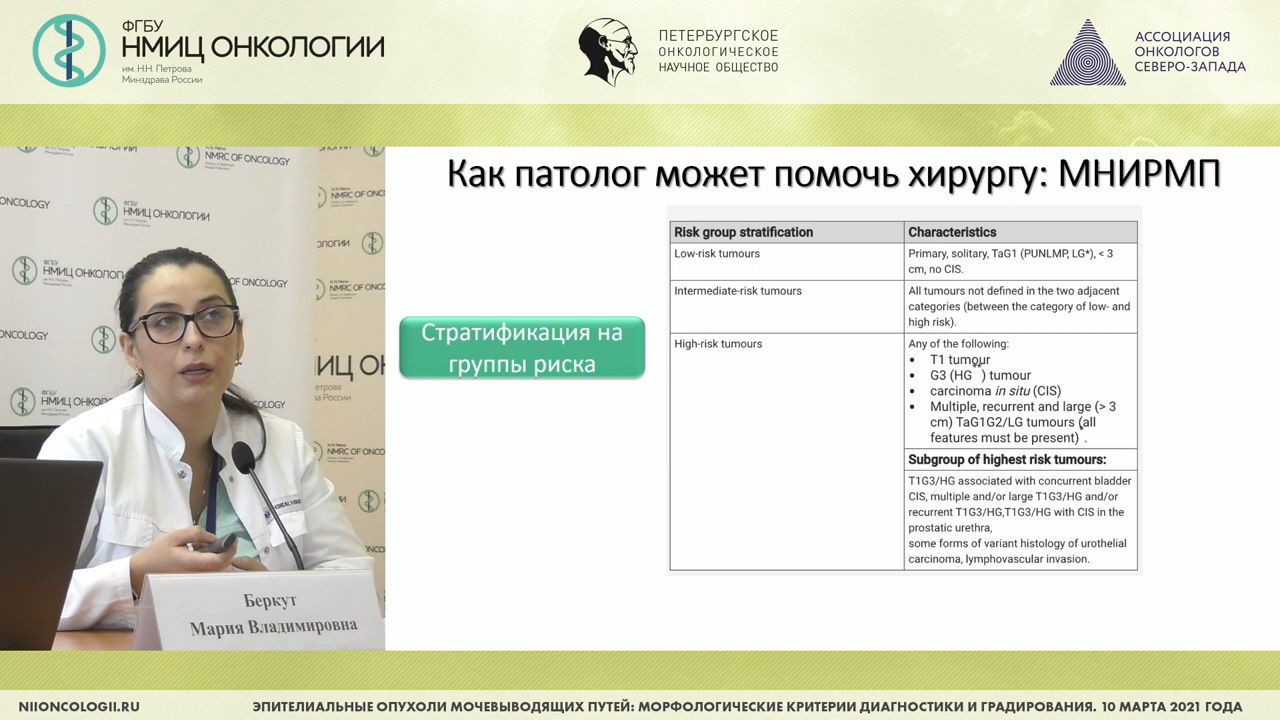 ФГБУ
НМИЦ ОНКОЛОГИИ
им. Н.Н. Петрова
Минздрава России
ПЕТЕРБУРГСКОЕ
ОНКОЛОГИЧЕСКОЕ
НАУЧНОЕ ОБЩЕСТВО
АССОЦИАЦИЯ
ОНКОЛОГОВ
СЕВЕРО-ЗАПАДА
NMRC OF ONCOLOGY
ФГБУ
НМИЦ ОНКОЛОГИИ
Беркут
Мария Владимировна
Как патолог может помочь хирургу: МНИРМП
Стратификация на
группы риска
Risk group stratification
Characteristics
Low-risk tumours
Primary, solitary, TaG1 (PUNLMP, LG*), < 3
cm, no CIS.
Intermediate-risk tumours
All tumours not defined in the two adjacent
categories (between the category of low- and
high risk).
High-risk tumours
Any of the following:
• T1 tumour
• G3 (HG**) tumour
• carcinoma in situ (CIS)
• Multiple, recurrent and large (> 3
cm) TaG1G2/LG tumours (all
features must be present)*.
Subgroup of highest risk tumours:
T1G3/HG associated with concurrent bladder
CIS, multiple and/or large T1G3/HG and/or
recurrent T1G3/HG,T1G3/HG with CIS in the
prostatic urethra,
some forms of variant histology of urothelial
carcinoma, lymphovascular invasion.
NIIONCOLOGII.RU
ЭПИТЕЛИАЛЬНЫЕ ОПУХОЛИ МОЧЕВЫВОДЯЩИХ ПУТЕЙ: МОРФОЛОГИЧЕСКИЕ КРИТЕРИИ ДИАГНОСТИКИ И ГРАДИРОВАНИЯ. 10 МАРТА 2021 ГОДА